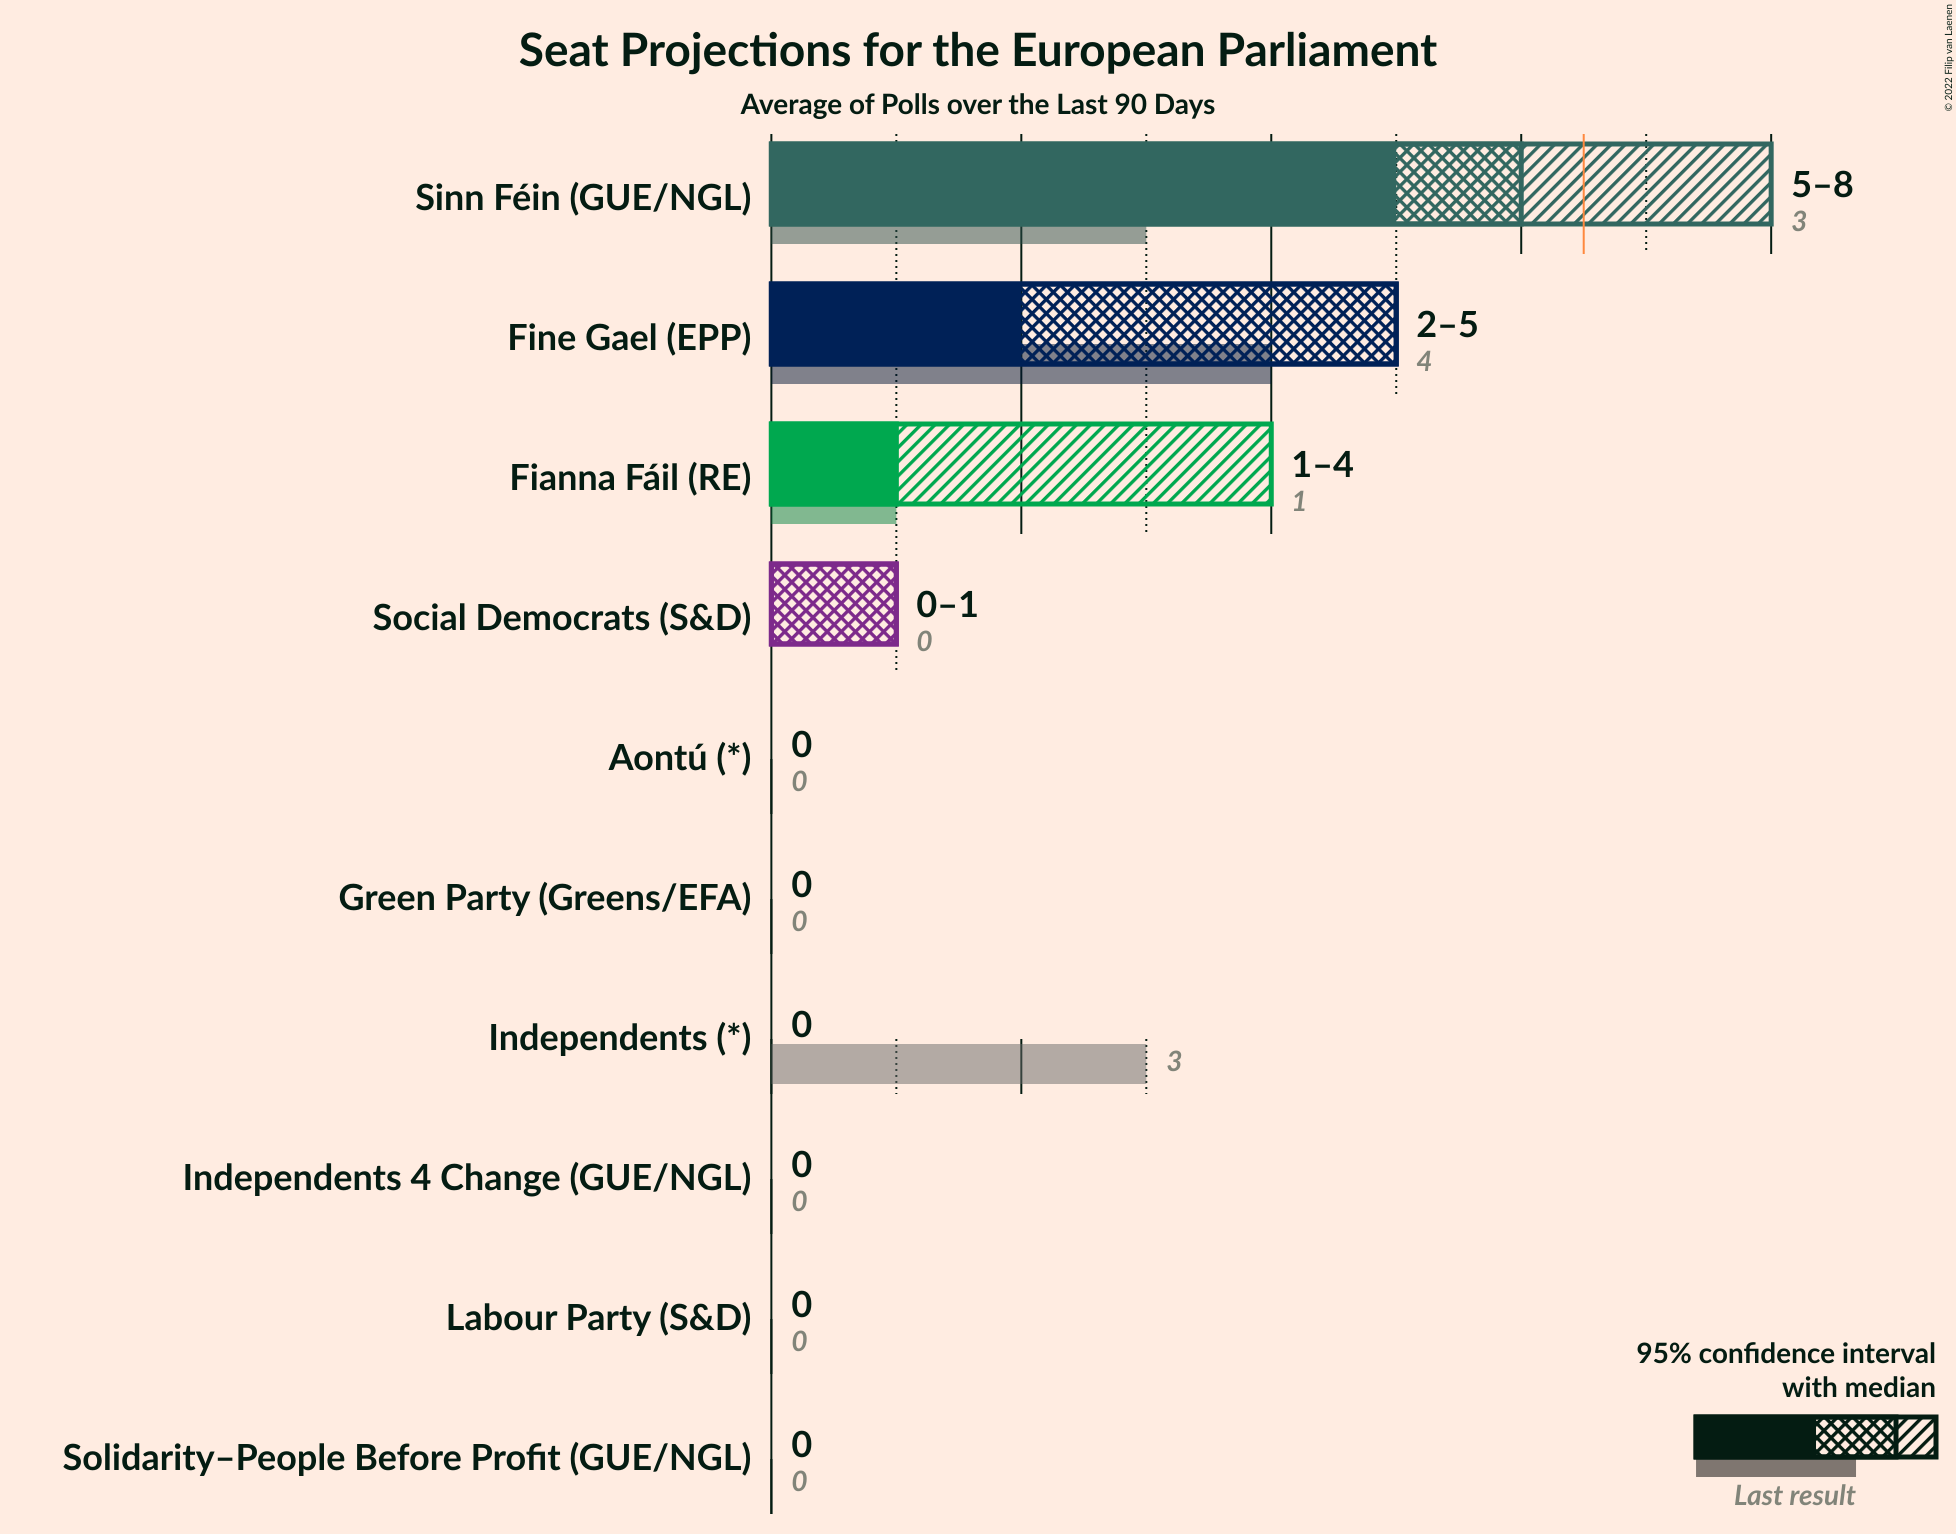 Seat Projections for the European Parliament
Average of Polls over the Last 90 Days
© 2022 Filip van Laenen
Sinn Féin (GUE/NGL)
5–8
3
Fine Gael (EPP)
2–5
4
Fianna Fáil (RE)
1–4
1
Social Democrats (S&D)
0–1
0
Aontú (*)
0
0
Green Party (Greens/EFA)
0
0
Independents (*)
0
3
Independents 4 Change (GUE/NGL)
0
0
Labour Party (S&D)
0
0
Solidarity–People Before Profit (GUE/NGL)
0
0
95% confidence interval
with median
Last result